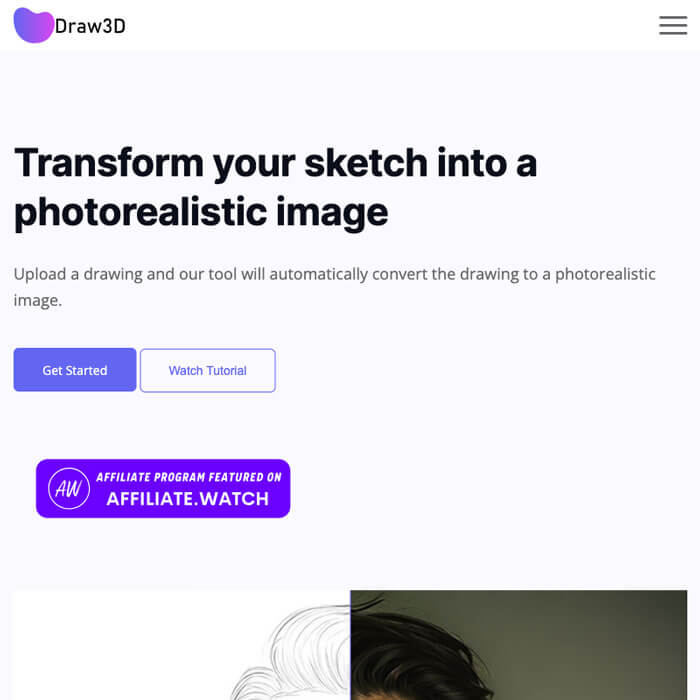 Draw3D
Transform your sketch into a
photorealistic image
Upload a drawing and our tool will automatically convert the drawing to a photorealistic
image.
Get Started
Watch Tutorial
AW
AFFILIATE PROGRAM FEATURED ON
AFFILIATE.WATCH